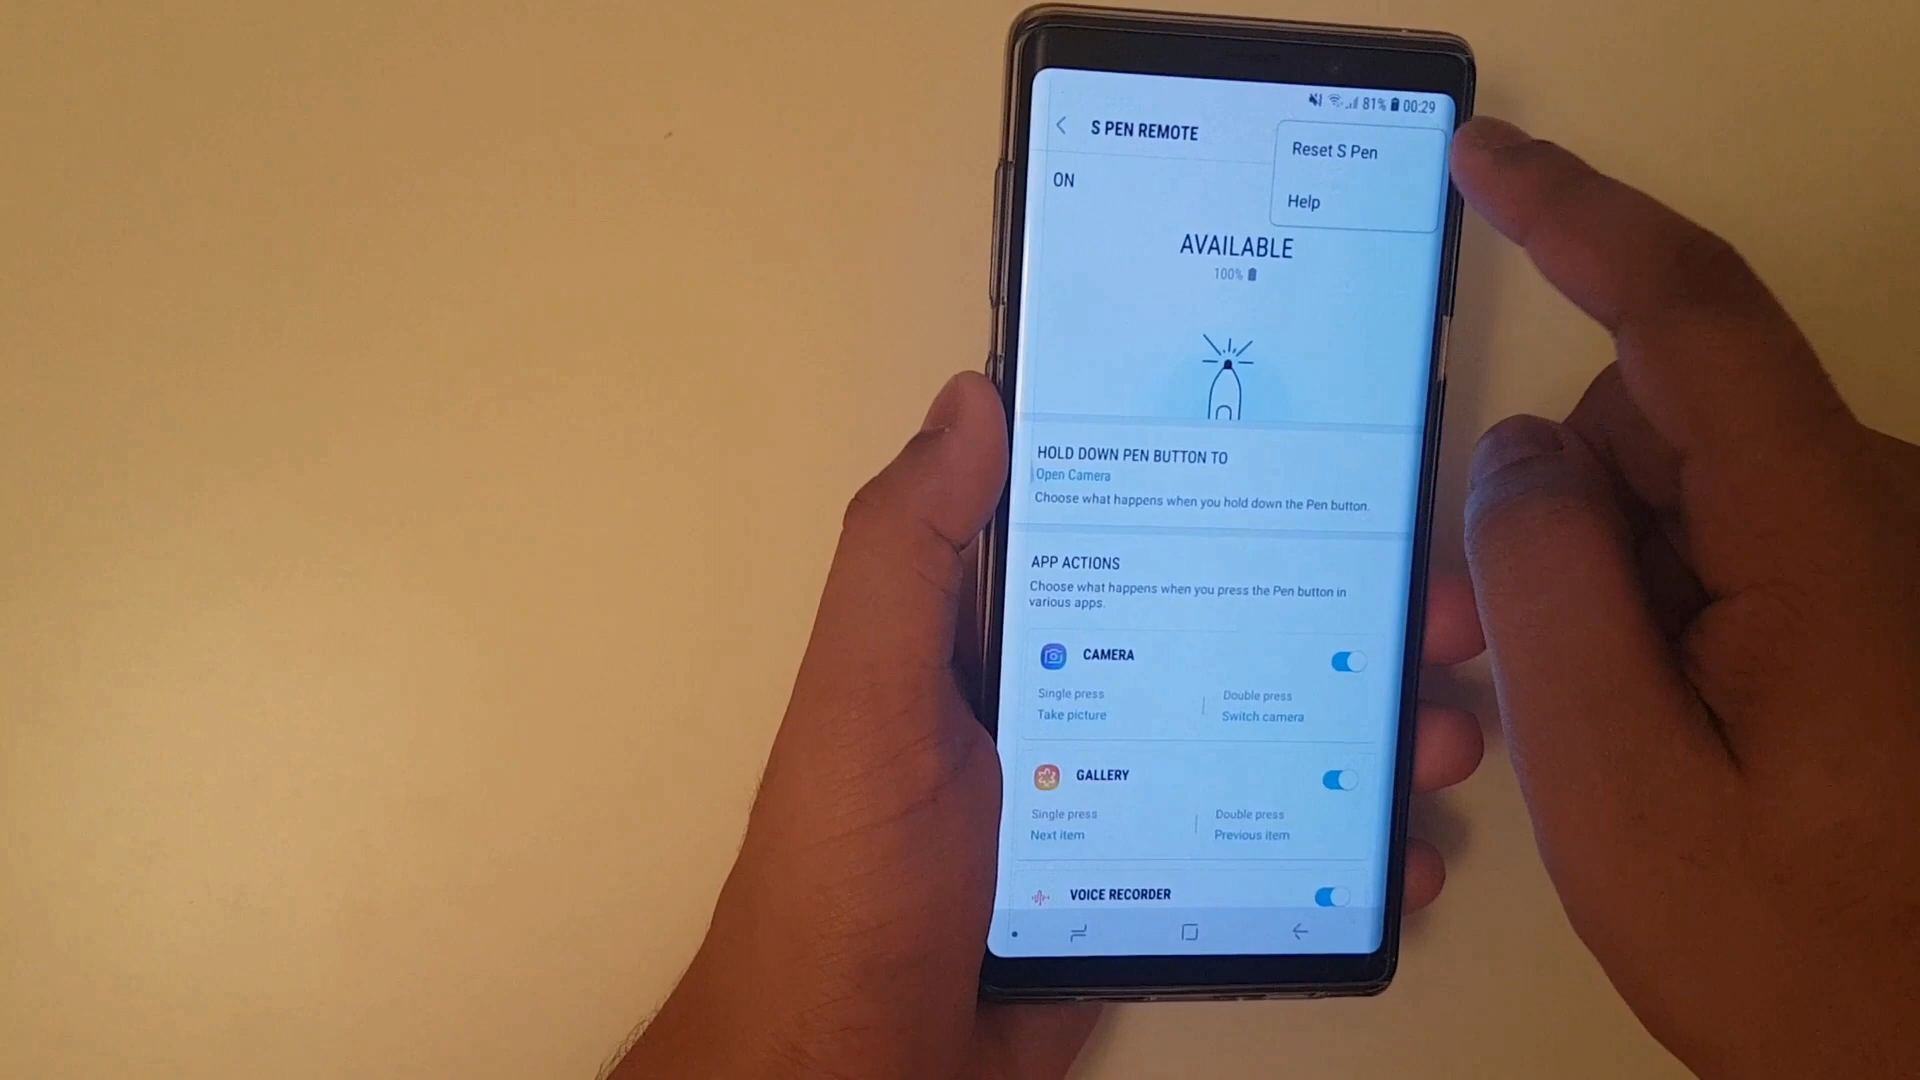 81% 00:29
S PEN REMOTE
Reset S Pen
Help
ON
AVAILABLE
100%
HOLD DOWN PEN BUTTON TO
Open Camera
Choose what happens when you hold down the Pen button.
APP ACTIONS
Choose what happens when you press the Pen button in
various apps.
CAMERA
Single press
Take picture
Double press
Switch camera
GALLERY
Single press
Next item
Double press
Previous item
VOICE RECORDER